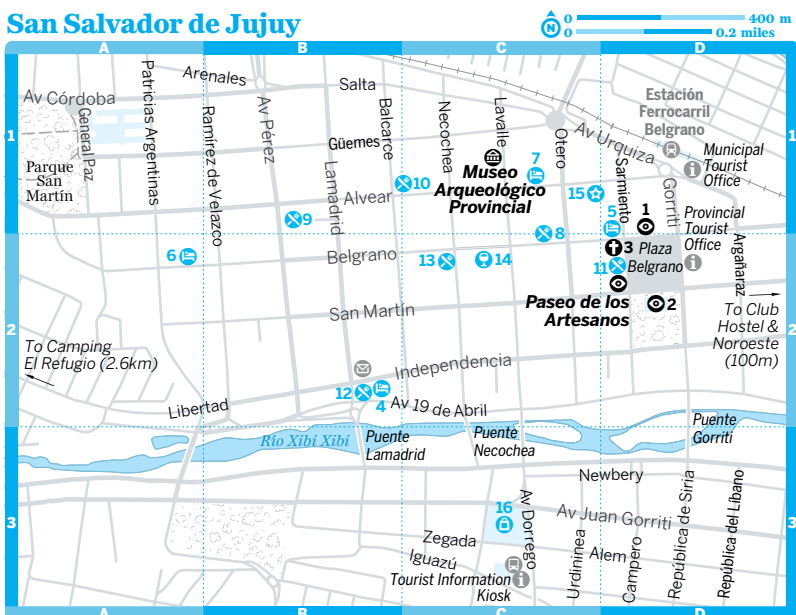 San Salvador de Jujuy
N
0 400 m
0 0.2 miles
A B C D
1
2
3
1
2
3
A B C D
Arenales
Salta
Av Córdoba
General Paz
Patricias Argentinas
Ramírez de Velazco
Av Pérez
Lamadrid
Balcarce
Necochea
Lavalle
Otero
Av Urquiza
Sarmiento
Gorriti
Argañaraz
Estación
Ferrocarril
Belgrano
Municipal
Tourist
Office
Parque
San
Martín
Güemes
Alvear
10
9
Museo
Arqueológico
Provincial
7
15
5
1
8
Provincial
Tourist
Office
6
Belgrano
13
14
3
11
Plaza
Belgrano
Paseo de los
Artesanos
2
San Martín
To Club
Hostel &
Noroeste
(100m)
To Camping
El Refugio (2.6km)
Independencia
12
4
Av 19 de Abril
Libertad
Río Xibi Xibi
Puente
Lamadrid
Puente
Necochea
Puente
Gorriti
Newbery
16
Av Dorrego
Av Juan Gorriti
Zegada
Alem
Iguazú
Urdininea
Campero
República de Siria
República del Líbano
Tourist Information
Kiosk